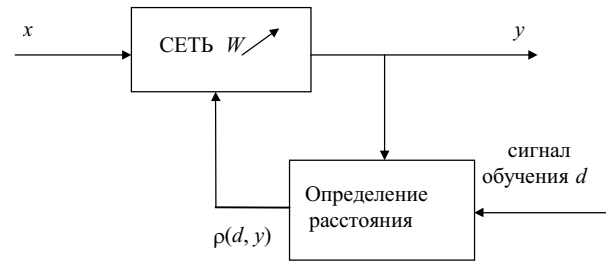 x
СЕТЬ W
y
сигнал
обучения d
Определение
расстояния
ρ(d, y)